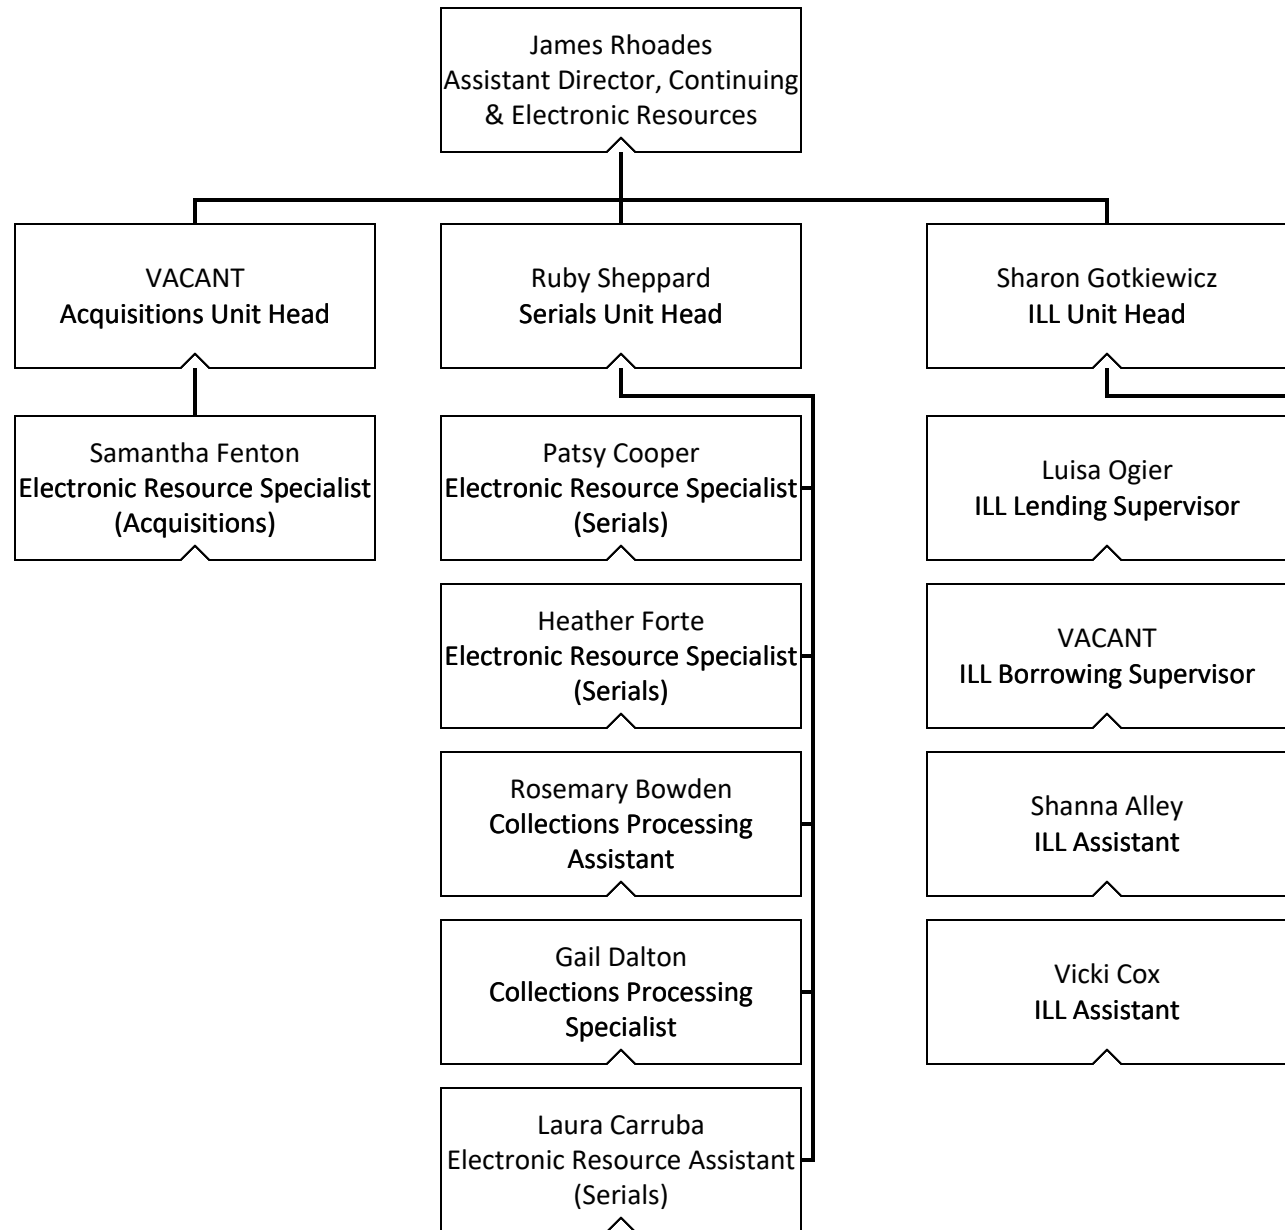 James Rhoades
Assistant Director, Continuing
& Electronic Resources
VACANT
Acquisitions Unit Head
Ruby Sheppard
Serials Unit Head
Sharon Gotkiewicz
ILL Unit Head
Samantha Fenton
Electronic Resource Specialist
(Acquisitions)
Patsy Cooper
Electronic Resource Specialist
(Serials)
Heather Forte
Electronic Resource Specialist
(Serials)
Rosemary Bowden
Collections Processing
Assistant
Gail Dalton
Collections Processing
Specialist
Laura Carruba
Electronic Resource Assistant
(Serials)
Luisa Ogier
ILL Lending Supervisor
VACANT
ILL Borrowing Supervisor
Shanna Alley
ILL Assistant
Vicki Cox
ILL Assistant